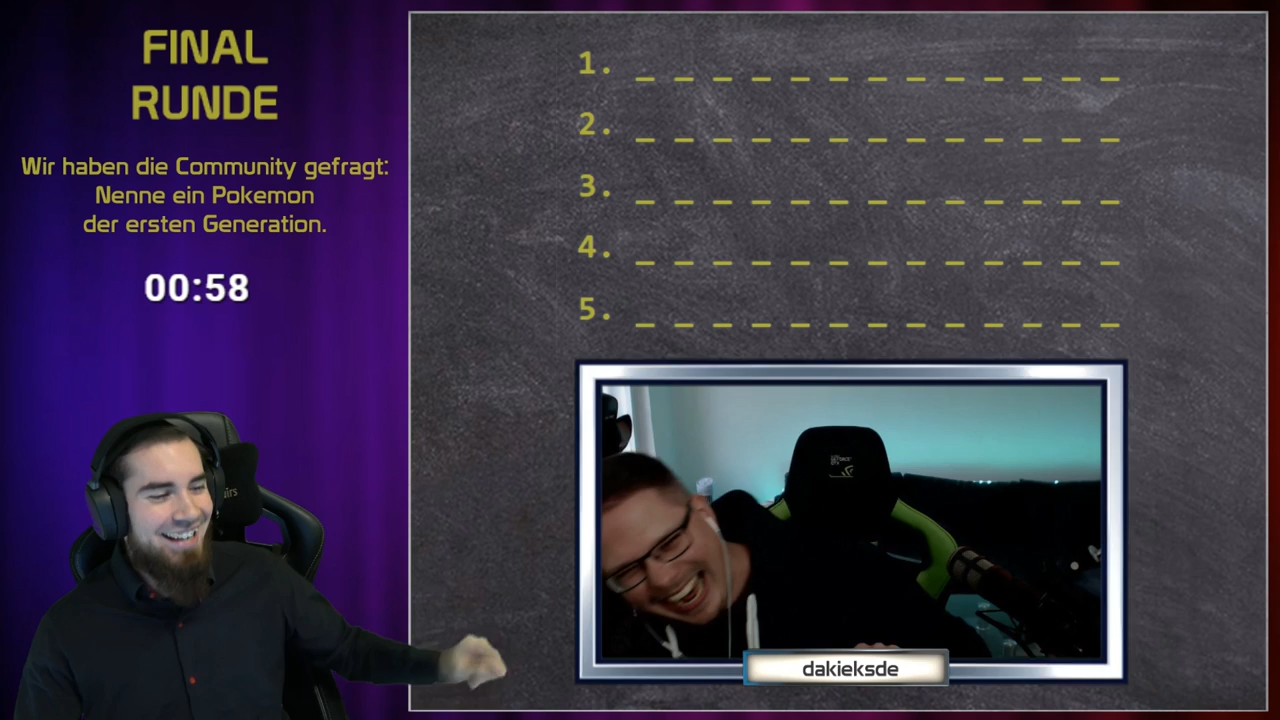 FINAL
RUNDE
Wir haben die Community gefragt:
Nenne ein Pokemon
der ersten Generation.
00:58
1. _ _ _ _ _ _ _ _ _ _ _ _ _
2. _ _ _ _ _ _ _ _ _ _ _ _ _
3. _ _ _ _ _ _ _ _ _ _ _ _ _
4. _ _ _ _ _ _ _ _ _ _ _ _ _
5. _ _ _ _ _ _ _ _ _ _ _ _ _
dakieksde